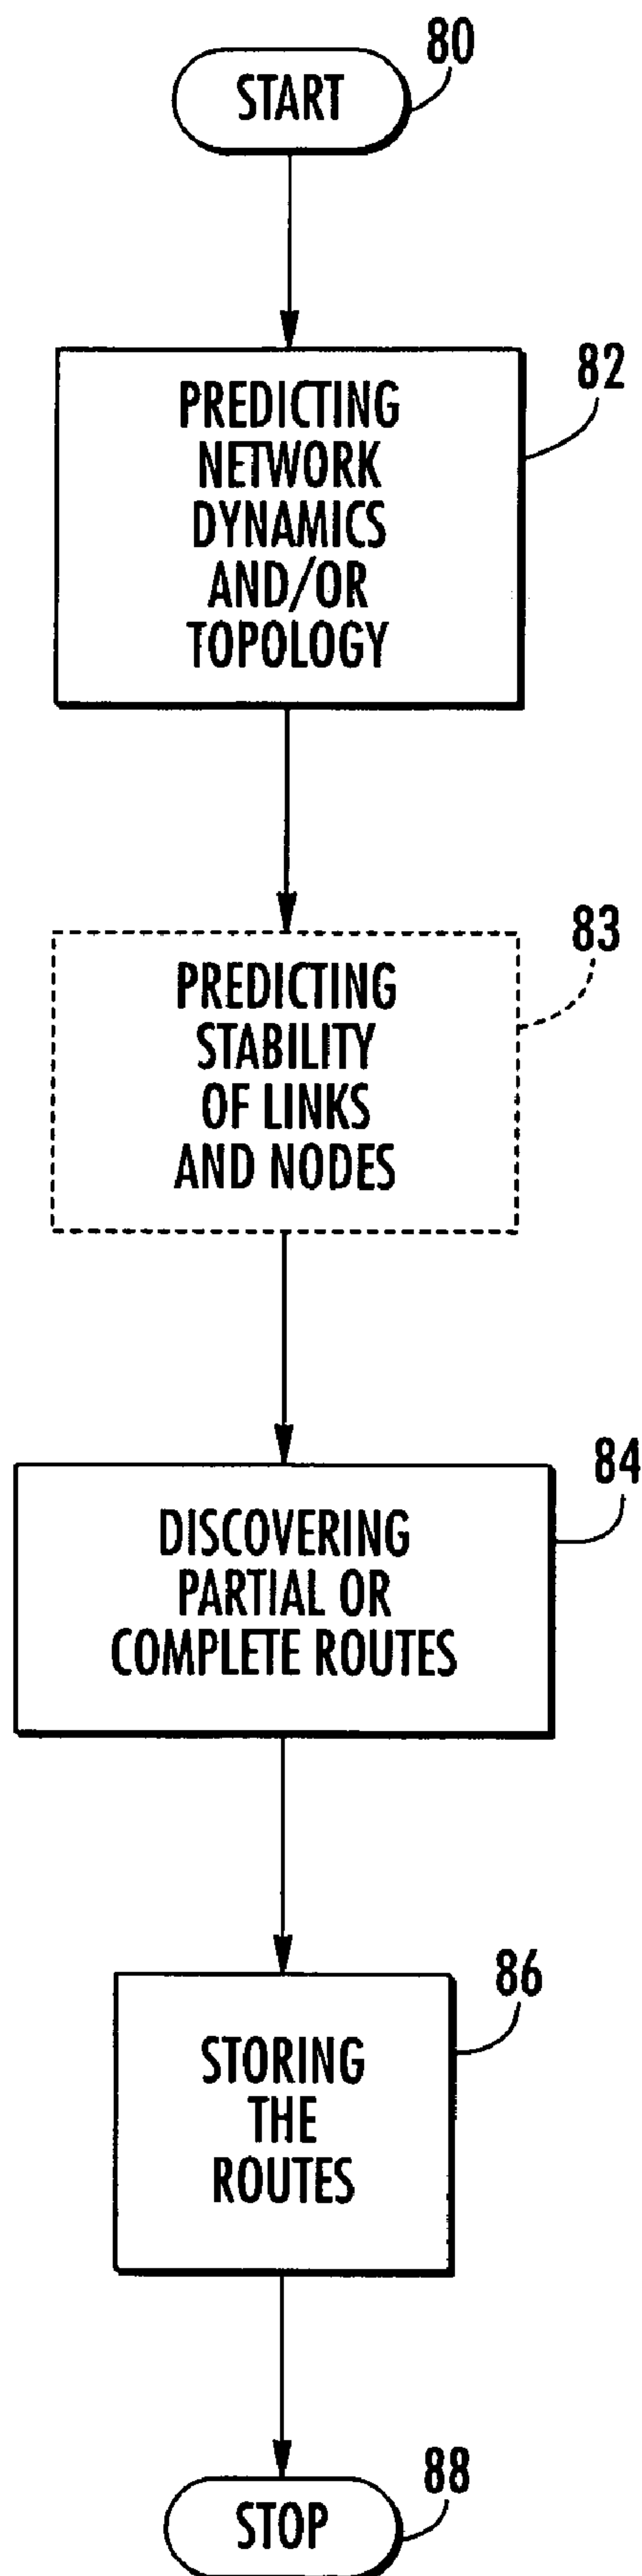 80
START
82
PREDICTING
NETWORK
DYNAMICS
AND/OR
TOPOLOGY
83
PREDICTING
STABILITY
OF LINKS
AND NODES
84
DISCOVERING
PARTIAL OR
COMPLETE ROUTES
86
STORING
THE
ROUTES
88
STOP